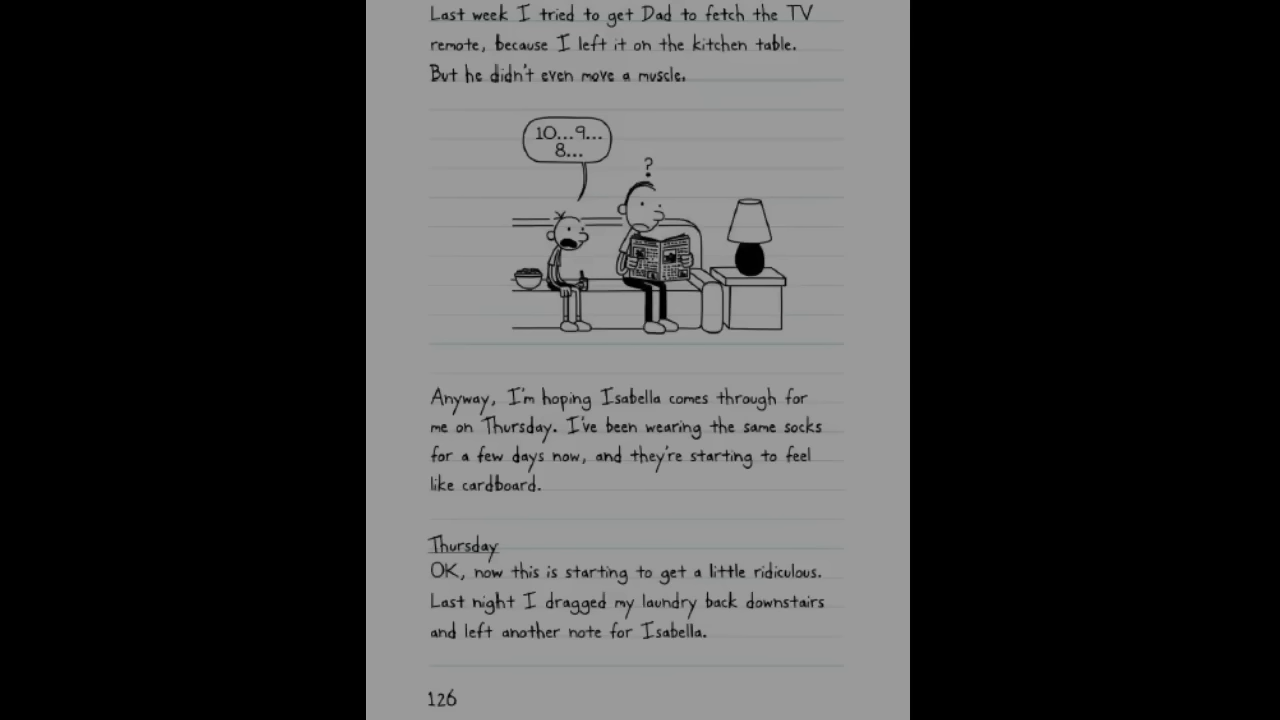 Last week I tried to get Dad to fetch the TV
remote, because I left it on the kitchen table.
But he didn't even move a muscle.
10...9...
8...
?
Anyway, I'm hoping Isabella comes through for
me on Thursday. I've been wearing the same socks
for a few days now, and they're starting to feel
like cardboard.
Thursday
OK, now this is starting to get a little ridiculous.
Last night I dragged my laundry back downstairs
and left another note for Isabella.
126